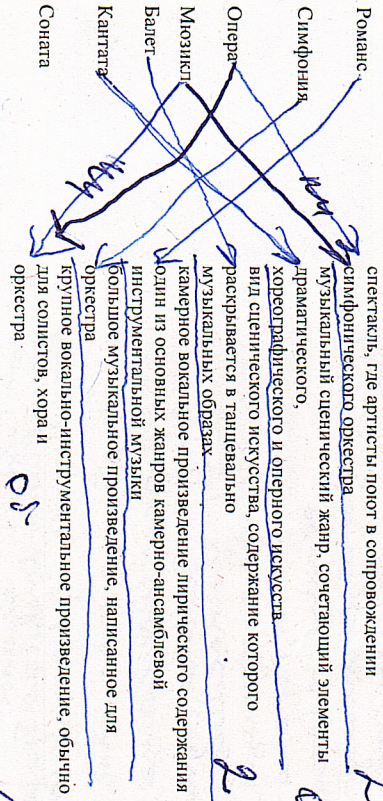 Романс
Симфония
Опера
Мюзикл
Балет
Кантата
Соната
спектакль, где артисты поют в сопровождении
симфонического оркестра
музыкальный сценический жанр, сочетающий элементы
драматического,
хореографического и оперного искусств
вид сценического искусства, содержание которого
раскрывается в танцевально
музыкальных образах
камерное вокальное произведение лирического содержания
один из основных жанров камерно-ансамблевой
инструментальной музыки
большое музыкальное произведение, написанное для
оркестра
крупное вокально-инструментальное произведение, обычно
для солистов, хора и
оркестра
2